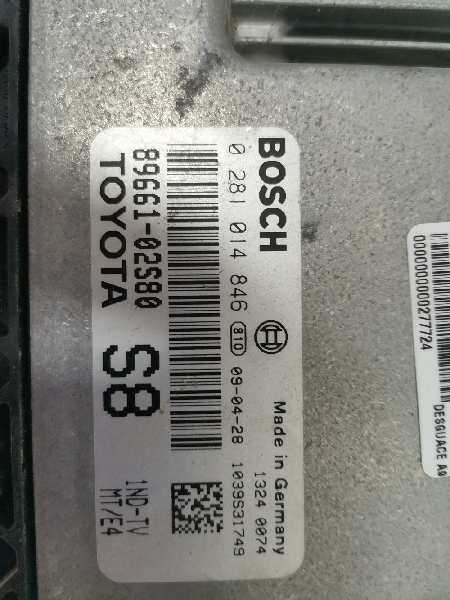 BOSCH
0 281 014 846 810 09-04-28
Made in Germany
1324 0074
1039S31749
89661-02S80
TOYOTA S8
1ND-TV
MT/E4
0000000000277724
DESGUACE